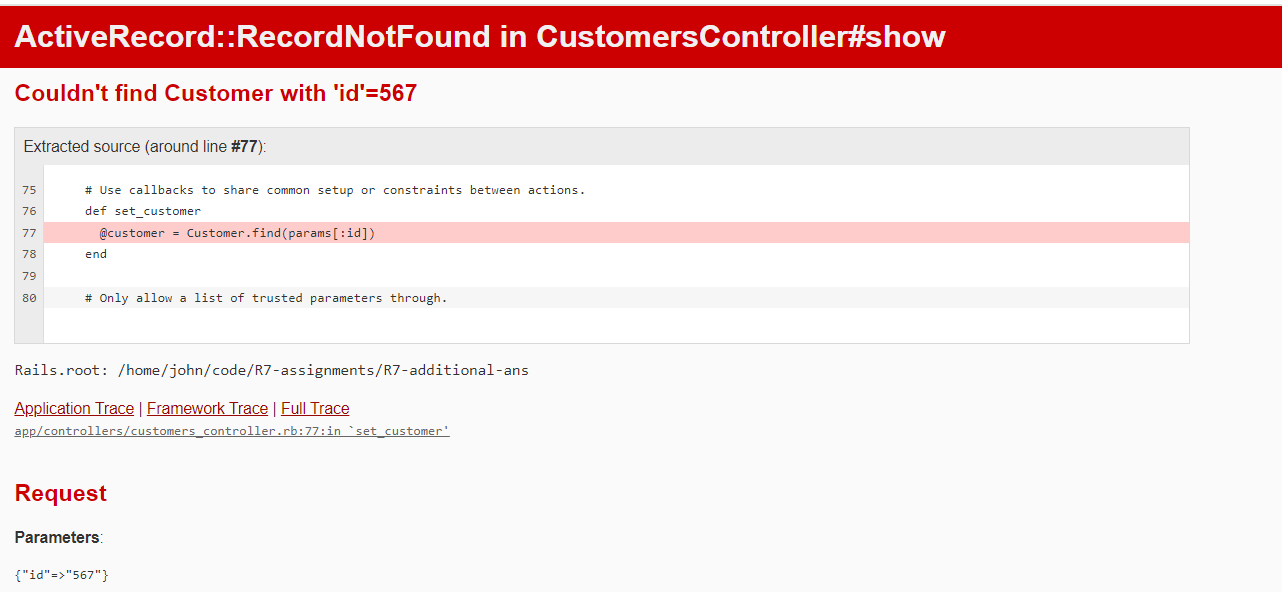 ActiveRecord::RecordNotFound in CustomersController#show
Couldn't find Customer with 'id'=567
Extracted source (around line #77):
75 # Use callbacks to share common setup or constraints between actions.
76 def set_customer
77 @customer = Customer.find(params[:id])
78 end
79
80 # Only allow a list of trusted parameters through.
Rails.root: /home/john/code/R7-assignments/R7-additional-ans
Application Trace | Framework Trace | Full Trace
app/controllers/customers_controller.rb:77:in `set_customer'
Request
Parameters:
{"id"=>"567"}